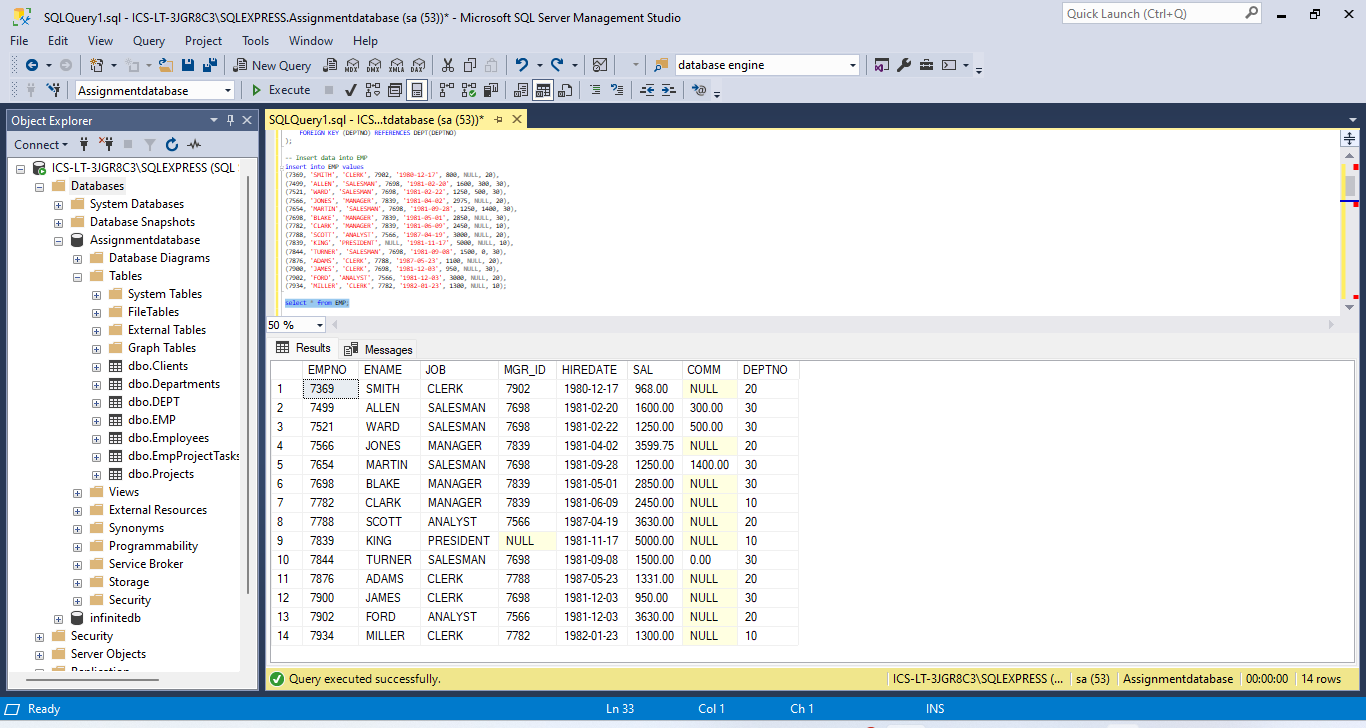 SQLQuery1.sql - ICS-LT-3JGR8C3\SQLEXPRESS.Assignmentdatabase (sa (53))* - Microsoft SQL Server Management Studio
Quick Launch (Ctrl+Q)
File Edit View Query Project Tools Window Help
New Query MDX DMX XMLA DAX database engine
Assignmentdatabase Execute
Object Explorer
Connect
ICS-LT-3JGR8C3\SQLEXPRESS (SQL
Databases
System Databases
Database Snapshots
Assignmentdatabase
Database Diagrams
Tables
System Tables
FileTables
External Tables
Graph Tables
dbo.Clients
dbo.Departments
dbo.DEPT
dbo.EMP
dbo.Employees
dbo.EmpProjectTasks
dbo.Projects
Views
External Resources
Synonyms
Programmability
Service Broker
Storage
Security
infinitedb
Security
Server Objects
Replication
SQLQuery1.sql - ICS...tdatabase (sa (53))*
FOREIGN KEY (DEPTNO) REFERENCES DEPT(DEPTNO)
);
-- insert data into EMP
insert into EMP values
(7369, 'SMITH', 'CLERK', 7902, '1980-12-17', 800, NULL, 20),
(7499, 'ALLEN', 'SALESMAN', 7698, '1981-02-20', 1600, 300, 30),
(7521, 'WARD', 'SALESMAN', 7698, '1981-02-22', 1250, 500, 30),
(7566, 'JONES', 'MANAGER', 7839, '1981-04-02', 2975, NULL, 20),
(7654, 'MARTIN', 'SALESMAN', 7698, '1981-09-28', 1250, 1400, 30),
(7698, 'BLAKE', 'MANAGER', 7839, '1981-05-01', 2850, NULL, 30),
(7782, 'CLARK', 'MANAGER', 7839, '1981-06-09', 2450, NULL, 10),
(7788, 'SCOTT', 'ANALYST', 7566, '1987-04-19', 3000, NULL, 20),
(7839, 'KING', 'PRESIDENT', NULL, '1981-11-17', 5000, NULL, 10),
(7844, 'TURNER', 'SALESMAN', 7698, '1981-09-08', 1500, 0, 30),
(7876, 'ADAMS', 'CLERK', 7788, '1987-05-23', 1100, NULL, 20),
(7900, 'JAMES', 'CLERK', 7698, '1981-12-03', 950, NULL, 30),
(7902, 'FORD', 'ANALYST', 7566, '1981-12-03', 3000, NULL, 20),
(7934, 'MILLER', 'CLERK', 7782, '1982-01-23', 1300, NULL, 10);
select * from EMP;
50 %
Results Messages
EMPNO ENAME JOB MGR_ID HIREDATE SAL COMM DEPTNO
1 7369 SMITH CLERK 7902 1980-12-17 968.00 NULL 20
2 7499 ALLEN SALESMAN 7698 1981-02-20 1600.00 300.00 30
3 7521 WARD SALESMAN 7698 1981-02-22 1250.00 500.00 30
4 7566 JONES MANAGER 7839 1981-04-02 3599.75 NULL 20
5 7654 MARTIN SALESMAN 7698 1981-09-28 1250.00 1400.00 30
6 7698 BLAKE MANAGER 7839 1981-05-01 2850.00 NULL 30
7 7782 CLARK MANAGER 7839 1981-06-09 2450.00 NULL 10
8 7788 SCOTT ANALYST 7566 1987-04-19 3630.00 NULL 20
9 7839 KING PRESIDENT NULL 1981-11-17 5000.00 NULL 10
10 7844 TURNER SALESMAN 7698 1981-09-08 1500.00 0.00 30
11 7876 ADAMS CLERK 7788 1987-05-23 1331.00 NULL 20
12 7900 JAMES CLERK 7698 1981-12-03 950.00 NULL 30
13 7902 FORD ANALYST 7566 1981-12-03 3630.00 NULL 20
14 7934 MILLER CLERK 7782 1982-01-23 1300.00 NULL 10
Query executed successfully. ICS-LT-3JGR8C3\SQLEXPRESS (... sa (53) Assignmentdatabase 00:00:00 14 rows
Ready Ln 33 Col 1 Ch 1 INS